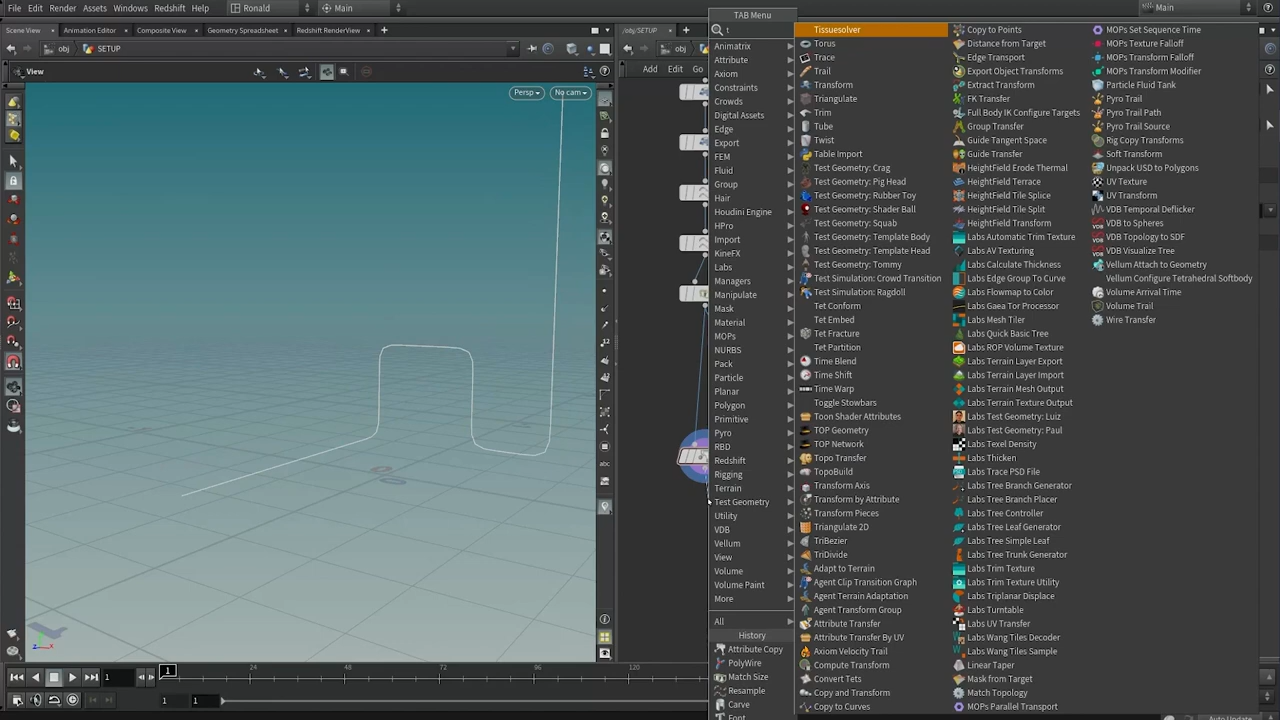 File Edit Render Assets Windows Redshift Help Ronald Main Main
Scene View Animation Editor Composite View Geometry Spreadsheet Redshift RenderView /obj/SETUP
obj SETUP obj
View Add Edit Go
Persp No cam
TAB Menu
t
Animatrix
Attribute
Axiom
Constraints
Crowds
Digital Assets
Edge
Export
FEM
Fluid
Group
Hair
Houdini Engine
HPro
Import
KineFX
Labs
Managers
Manipulate
Mask
Material
MOPs
NURBS
Pack
Particle
Planar
Polygon
Primitive
Pyro
RBD
Redshift
Rigging
Terrain
Test Geometry
Utility
VDB
Vellum
View
Volume
Volume Paint
More
All
History
Attribute Copy
PolyWire
Match Size
Resample
Carve
Font
Tissuesolver
Torus
Trace
Trail
Transform
Triangulate
Trim
Tube
Twist
Table Import
Test Geometry: Crag
Test Geometry: Pig Head
Test Geometry: Rubber Toy
Test Geometry: Shader Ball
Test Geometry: Squab
Test Geometry: Template Body
Test Geometry: Template Head
Test Geometry: Tommy
Test Simulation: Crowd Transition
Test Simulation: Ragdoll
Tet Conform
Tet Embed
Tet Fracture
Tet Partition
Time Blend
Time Shift
Time Warp
Toggle Stowbars
Toon Shader Attributes
TOP Geometry
TOP Network
Topo Transfer
TopoBuild
Transform Axis
Transform by Attribute
Transform Pieces
Triangulate 2D
TriBezier
TriDivide
Adapt to Terrain
Agent Clip Transition Graph
Agent Terrain Adaptation
Agent Transform Group
Attribute Transfer
Attribute Transfer By UV
Axiom Velocity Trail
Compute Transform
Convert Tets
Copy and Transform
Copy to Curves
Copy to Points
Distance from Target
Edge Transport
Export Object Transforms
Extract Transform
FK Transfer
Full Body IK Configure Targets
Group Transfer
Guide Tangent Space
Guide Transfer
HeightField Erode Thermal
HeightField Terrace
HeightField Tile Splice
HeightField Tile Split
HeightField Transform
Labs Automatic Trim Texture
Labs AV Texturing
Labs Calculate Thickness
Labs Edge Group To Curve
Labs Flowmap to Color
Labs Gaea Tor Processor
Labs Mesh Tiler
Labs Quick Basic Tree
Labs ROP Volume Texture
Labs Terrain Layer Export
Labs Terrain Layer Import
Labs Terrain Mesh Output
Labs Terrain Texture Output
Labs Test Geometry: Luiz
Labs Test Geometry: Paul
Labs Texel Density
Labs Thicken
Labs Trace PSD File
Labs Tree Branch Generator
Labs Tree Branch Placer
Labs Tree Controller
Labs Tree Leaf Generator
Labs Tree Simple Leaf
Labs Tree Trunk Generator
Labs Trim Texture
Labs Trim Texture Utility
Labs Triplanar Displace
Labs Turntable
Labs UV Transfer
Labs Wang Tiles Decoder
Labs Wang Tiles Sample
Linear Taper
Mask from Target
Match Topology
MOPs Parallel Transport
MOPs Set Sequence Time
MOPs Texture Falloff
MOPs Transform Falloff
MOPs Transform Modifier
Particle Fluid Tank
Pyro Trail
Pyro Trail Path
Pyro Trail Source
Rig Copy Transforms
Soft Transform
Unpack USD to Polygons
UV Texture
UV Transform
VDB Temporal Deflicker
VDB to Spheres
VDB Topology to SDF
VDB Visualize Tree
Vellum Attach to Geometry
Vellum Configure Tetrahedral Softbody
Volume Arrival Time
Volume Trail
Wire Transfer
abc
1 24 48 72 96 120
1
1 1
Auto Update